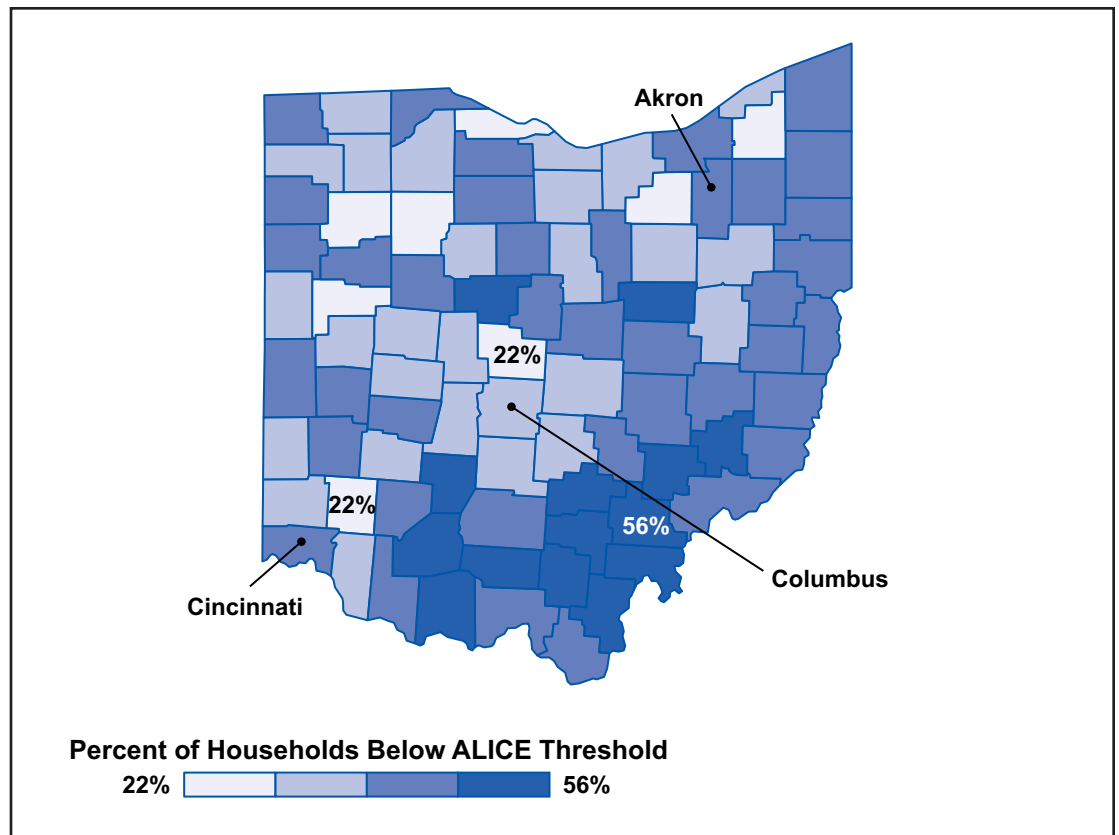 Akron
22%
22%
56%
Columbus
Cincinnati
Percent of Households Below ALICE Threshold
22% 56%